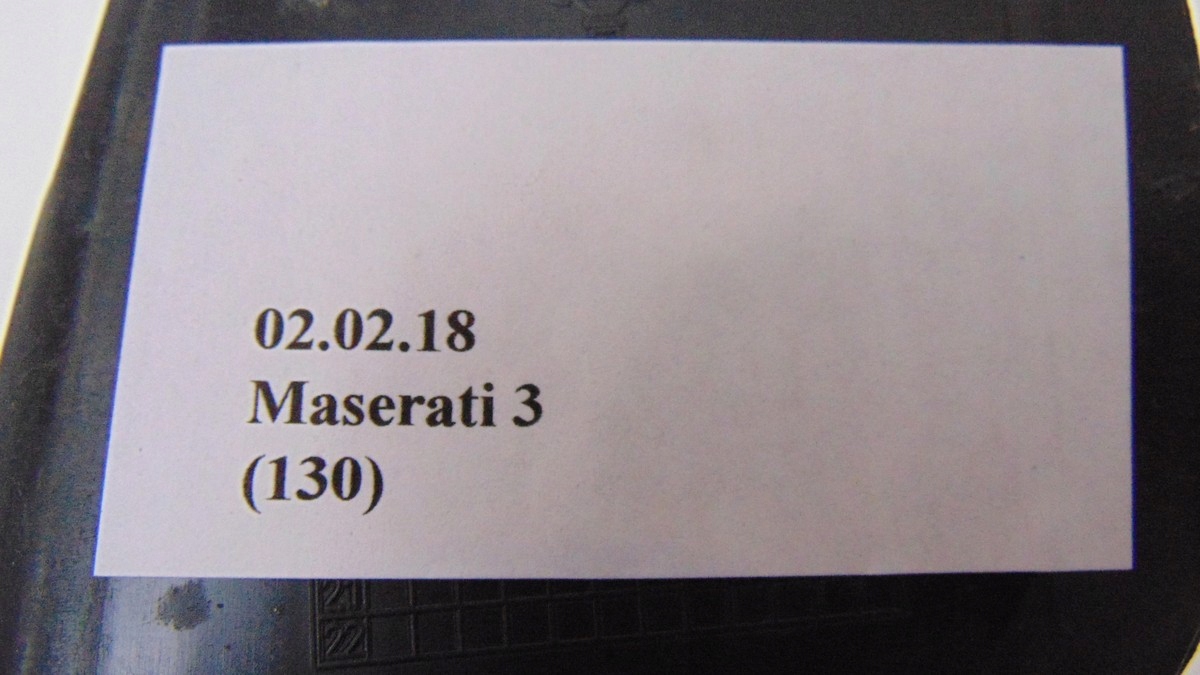 02.02.18
Maserati 3
(130)
21
22